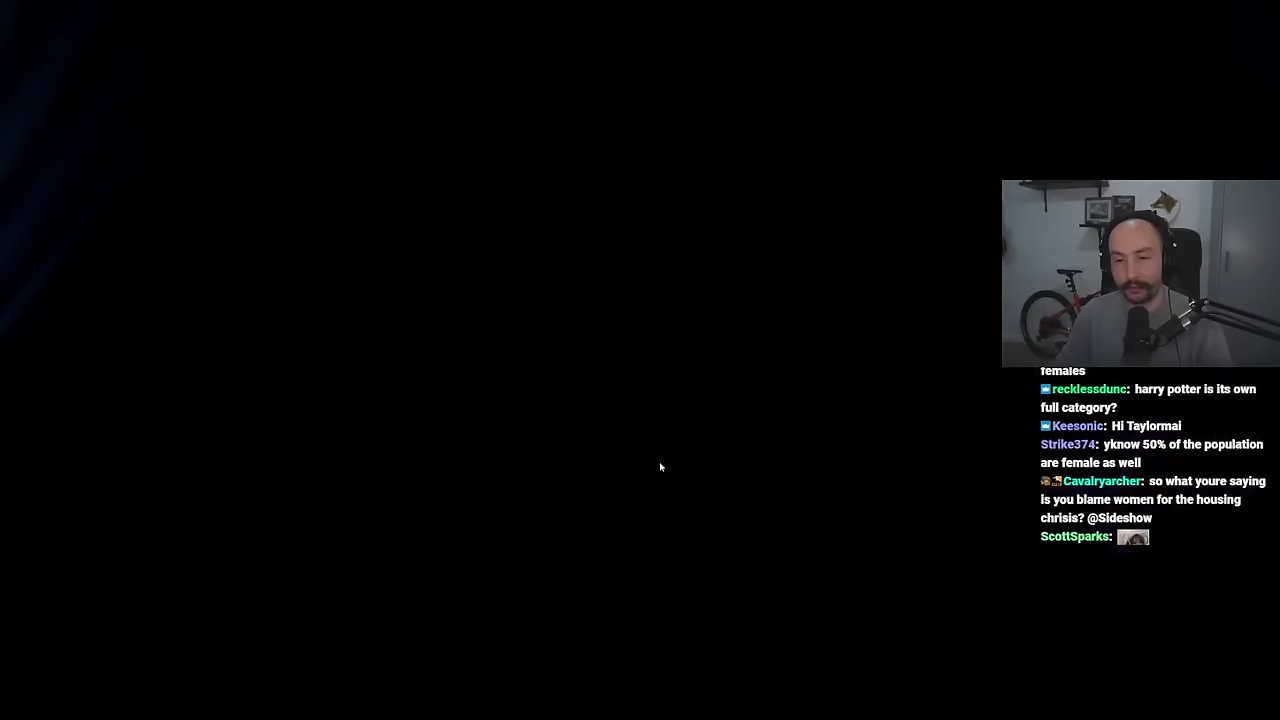 females
recklessdunc: harry potter is its own
full category?
Keesonic: Hi Taylormai
Strike374: yknow 50% of the population
are female as well
Cavalryarcher: so what youre saying
is you blame women for the housing
chrisis? @Sideshow
ScottSparks: